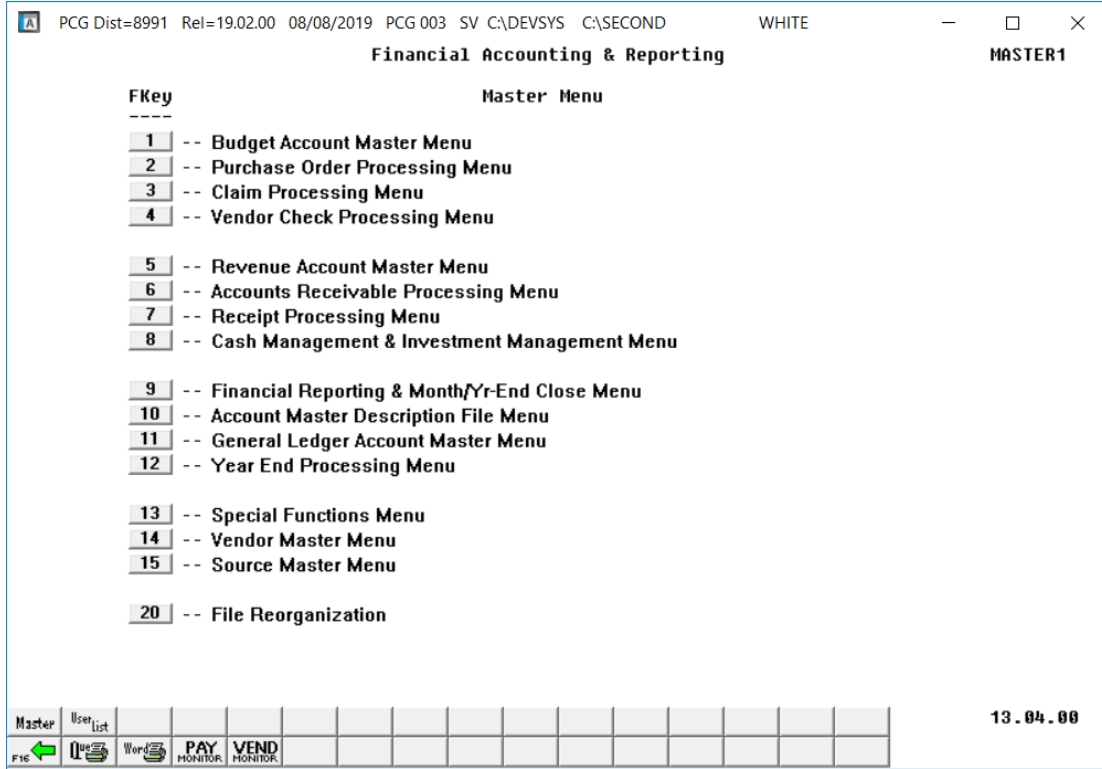 A PCG Dist=8991 Rel=19.02.00 08/08/2019 PCG 003 SV C:\DEVSYS C:\SECOND WHITE
Financial Accounting & Reporting MASTER1
FKey Master Menu
----
1 -- Budget Account Master Menu
2 -- Purchase Order Processing Menu
3 -- Claim Processing Menu
4 -- Vendor Check Processing Menu
5 -- Revenue Account Master Menu
6 -- Accounts Receivable Processing Menu
7 -- Receipt Processing Menu
8 -- Cash Management & Investment Management Menu
9 -- Financial Reporting & Month/Yr-End Close Menu
10 -- Account Master Description File Menu
11 -- General Ledger Account Master Menu
12 -- Year End Processing Menu
13 -- Special Functions Menu
14 -- Vendor Master Menu
15 -- Source Master Menu
20 -- File Reorganization
Master User List 13.04.00
F16 Que Word PAY MONITOR VEND MONITOR